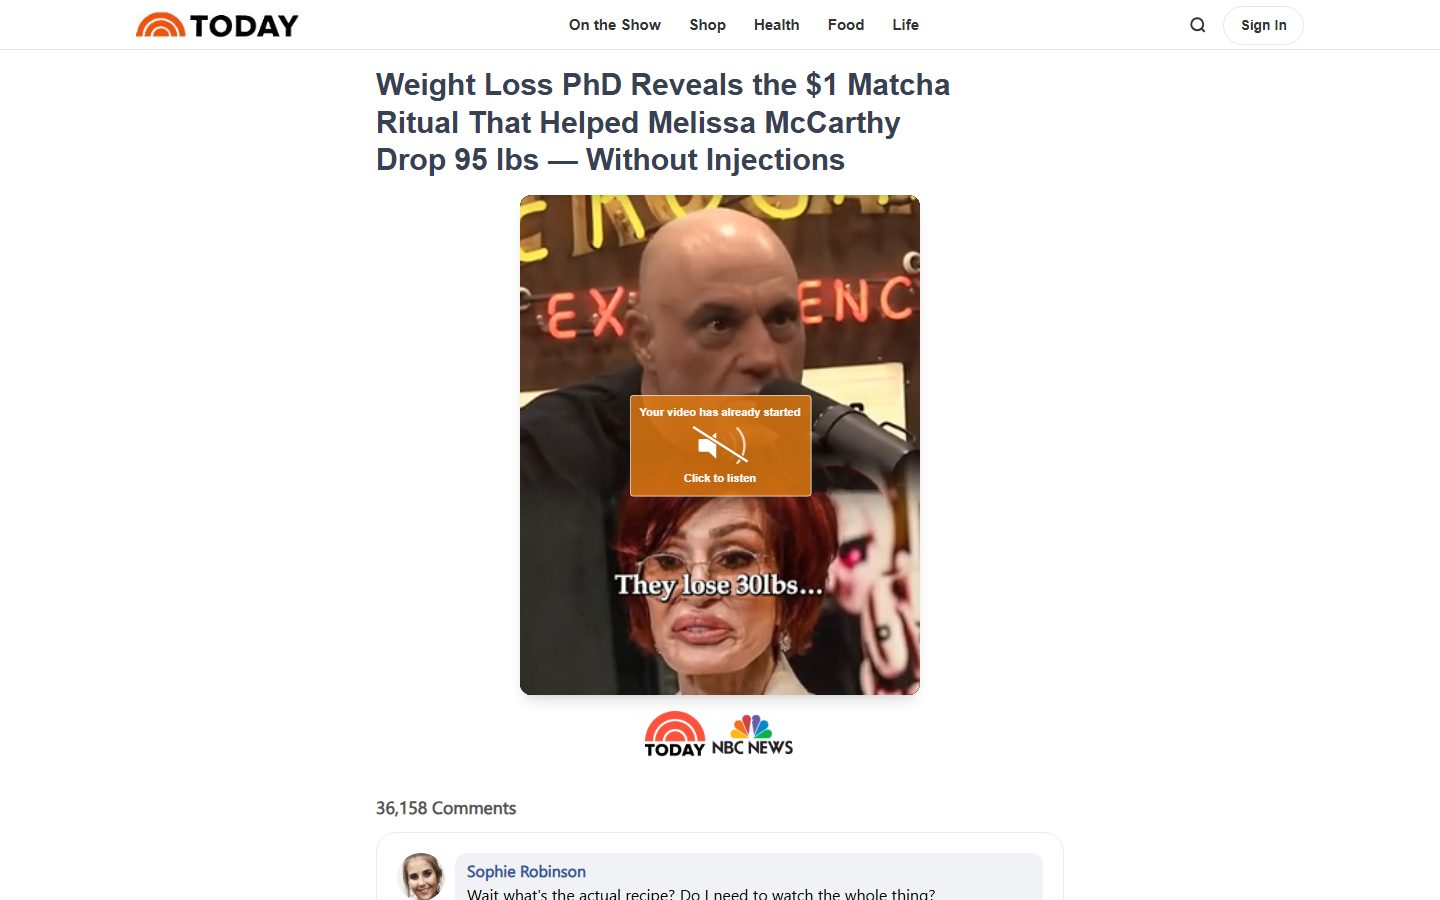 TODAY
On the Show Shop Health Food Life
Sign In
Weight Loss PhD Reveals the $1 Matcha
Ritual That Helped Melissa McCarthy
Drop 95 lbs — Without Injections
EX ENC
Your video has already started
Click to listen
They lose 30lbs...
TODAY NBC NEWS
36,158 Comments
Sophie Robinson
Wait what's the actual recipe? Do I need to watch the whole thing?